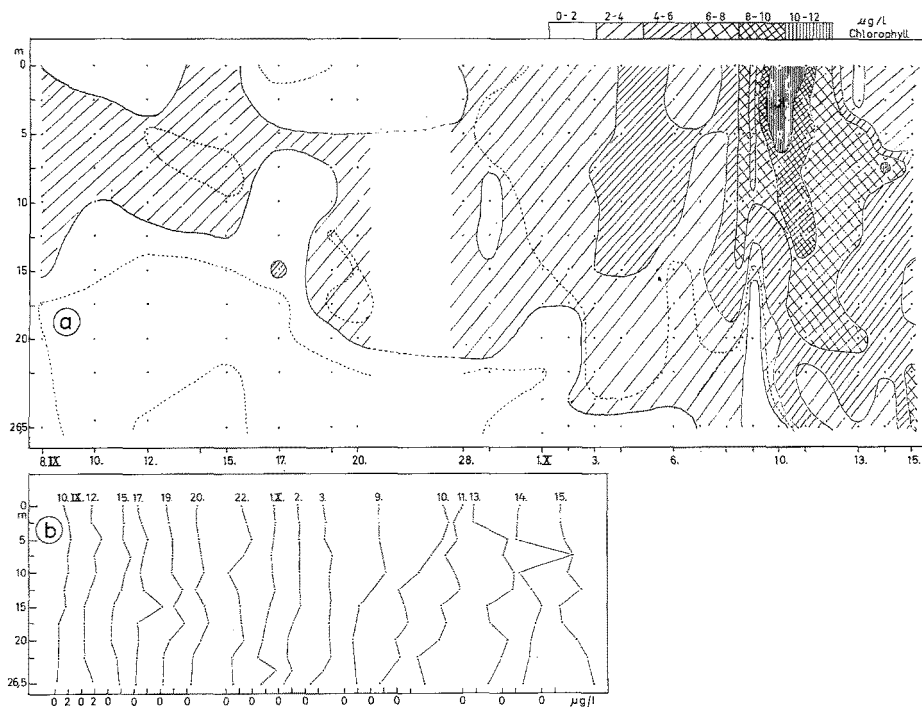 0-2 2-4 4-6 6-8 8-10 10-12 µg/l
Chlorophyll
m
0
5
10
15
a
20
26,5
8.IX 10. 12. 15. 17. 20. 28. 1.X 3. 6. 10. 13. 15.
10.IX. 12. 15. 17. 19. 20. 22. 1.X. 2. 3. 9. 10. 11. 13. 14. 15.
0
m
b
5
10
15
20
26,5
0 2 0 2 0 0 0 0 0 0 0 0 0 0 0 0 µg/l